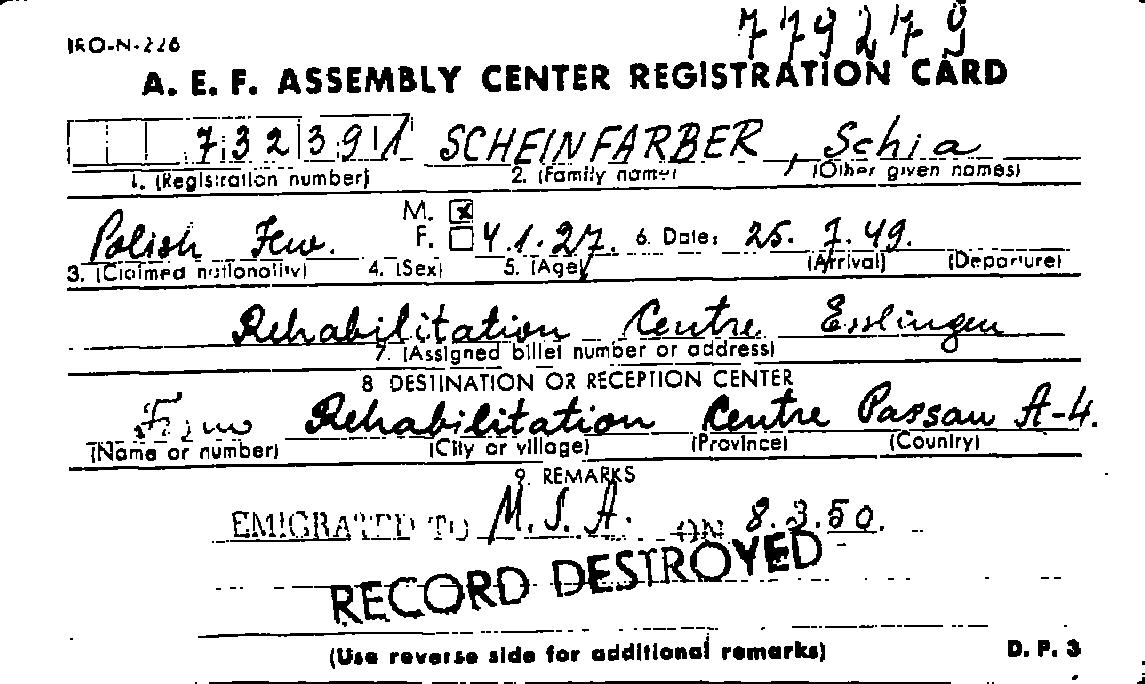 779279
IRO-N-226
A. E. F. ASSEMBLY CENTER REGISTRATION CARD
732391 SCHEINFARBER, Schia
1. (Registration number) 2. (Family name) (Other given names)
M. x
Polish Jew. F. 4.1.27. 6. Date: 25. 7. 49.
3. (Claimed nationality) 4. (Sex) 5. (Age) (Arrival) (Departure)
Rehabilitation Centre Esslingen
7. (Assigned billet number or address)
8 DESTINATION OR RECEPTION CENTER
From Rehabilitation Centre Passau A-4.
(Name or number) (City or village) (Province) (Country)
9. REMARKS
EMIGRATED TO U.S.A. ON 8.3.50.
RECORD DESTROYED
(Use reverse side for additional remarks) D. P. 3